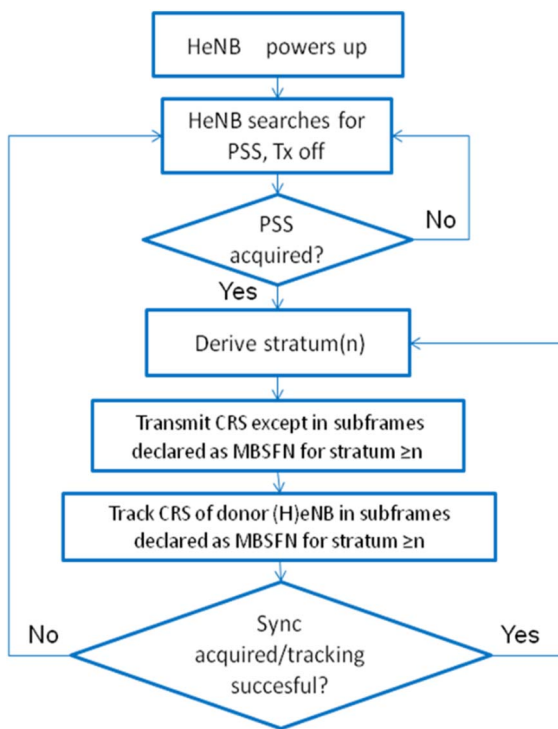 HeNB powers up
HeNB searches for
PSS, Tx off
PSS
acquired?
No
Yes
Derive stratum(n)
Transmit CRS except in subframes
declared as MBSFN for stratum ≥n
Track CRS of donor (H)eNB in subframes
declared as MBSFN for stratum ≥n
No
Sync
acquired/tracking
succesful?
Yes